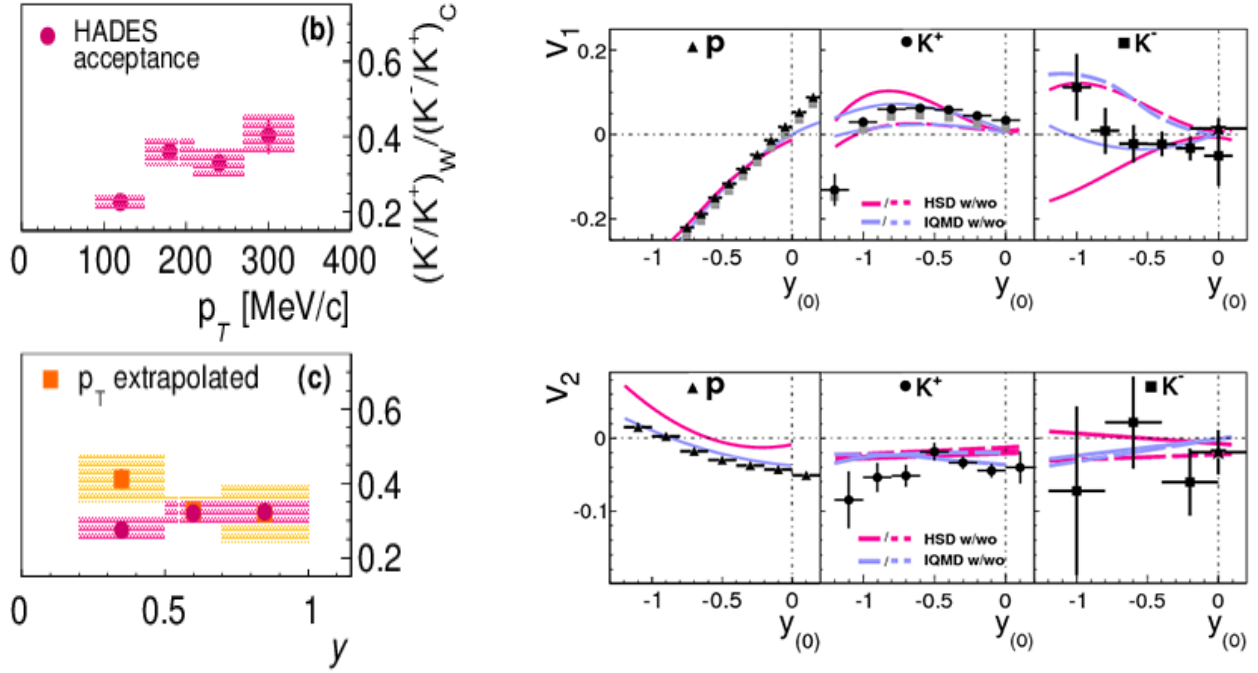 HADES
acceptance
(b)
0.6
0.4
0.2
0
100
200
300
400
p_T [MeV/c]
(K⁻/K⁺)_W/(K⁻/K⁺)_C
p_T extrapolated
(c)
0.6
0.4
0.2
0
0.5
1
y
v₁
0.2
0
-0.2
p
K⁺
K⁻
/ HSD w/wo
/ IQMD w/wo
-1 -0.5 0
-1 -0.5 0
-1 -0.5 0
y₍₀₎
y₍₀₎
y₍₀₎
v₂
0
-0.1
p
K⁺
K⁻
/ HSD w/wo
/ IQMD w/wo
-1 -0.5 0
-1 -0.5 0
-1 -0.5 0
y₍₀₎
y₍₀₎
y₍₀₎